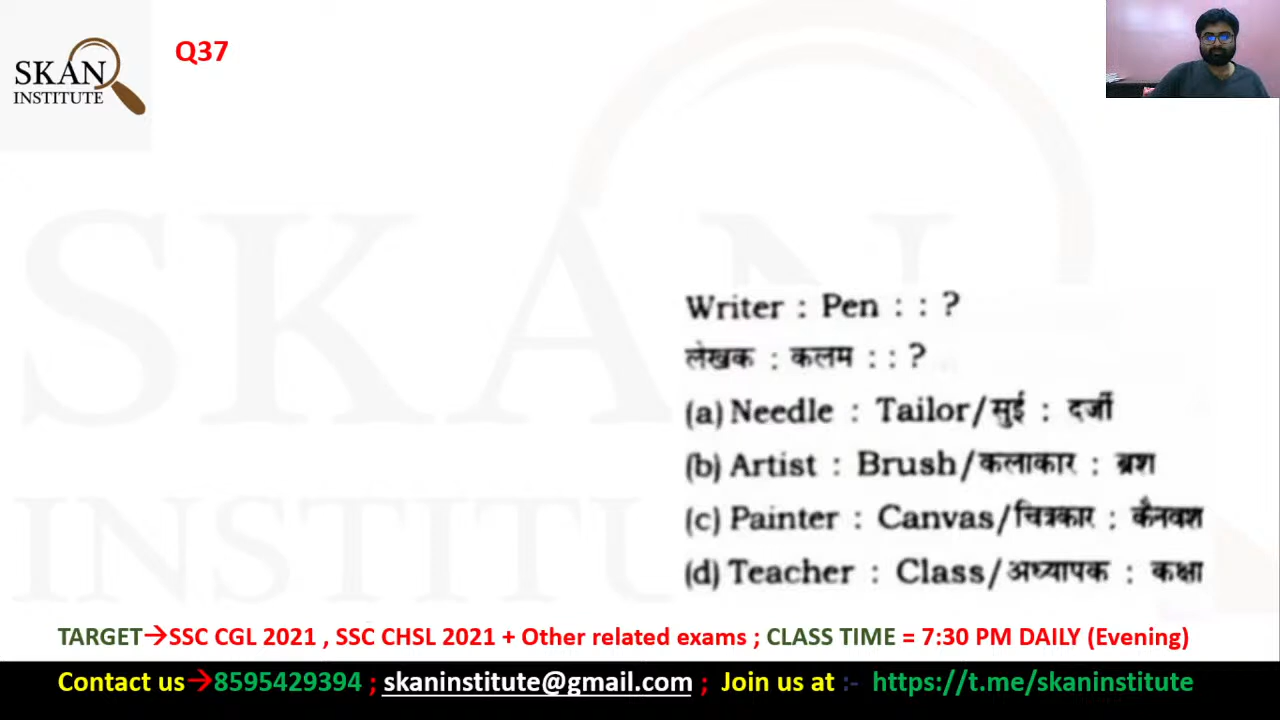 SKAN
INSTITUTE
Q37
SKAN
INSTITU
Writer : Pen : : ?
लेखक : कलम : : ?
(a) Needle : Tailor/सुई : दर्जी
(b) Artist : Brush/कलाकार : ब्रश
(c) Painter : Canvas/चित्रकार : कैनवश
(d) Teacher : Class/अध्यापक : कक्षा
TARGET→SSC CGL 2021 , SSC CHSL 2021 + Other related exams ; CLASS TIME = 7:30 PM DAILY (Evening)
Contact us→8595429394 ; skaninstitute@gmail.com ; Join us at :- https://t.me/skaninstitute